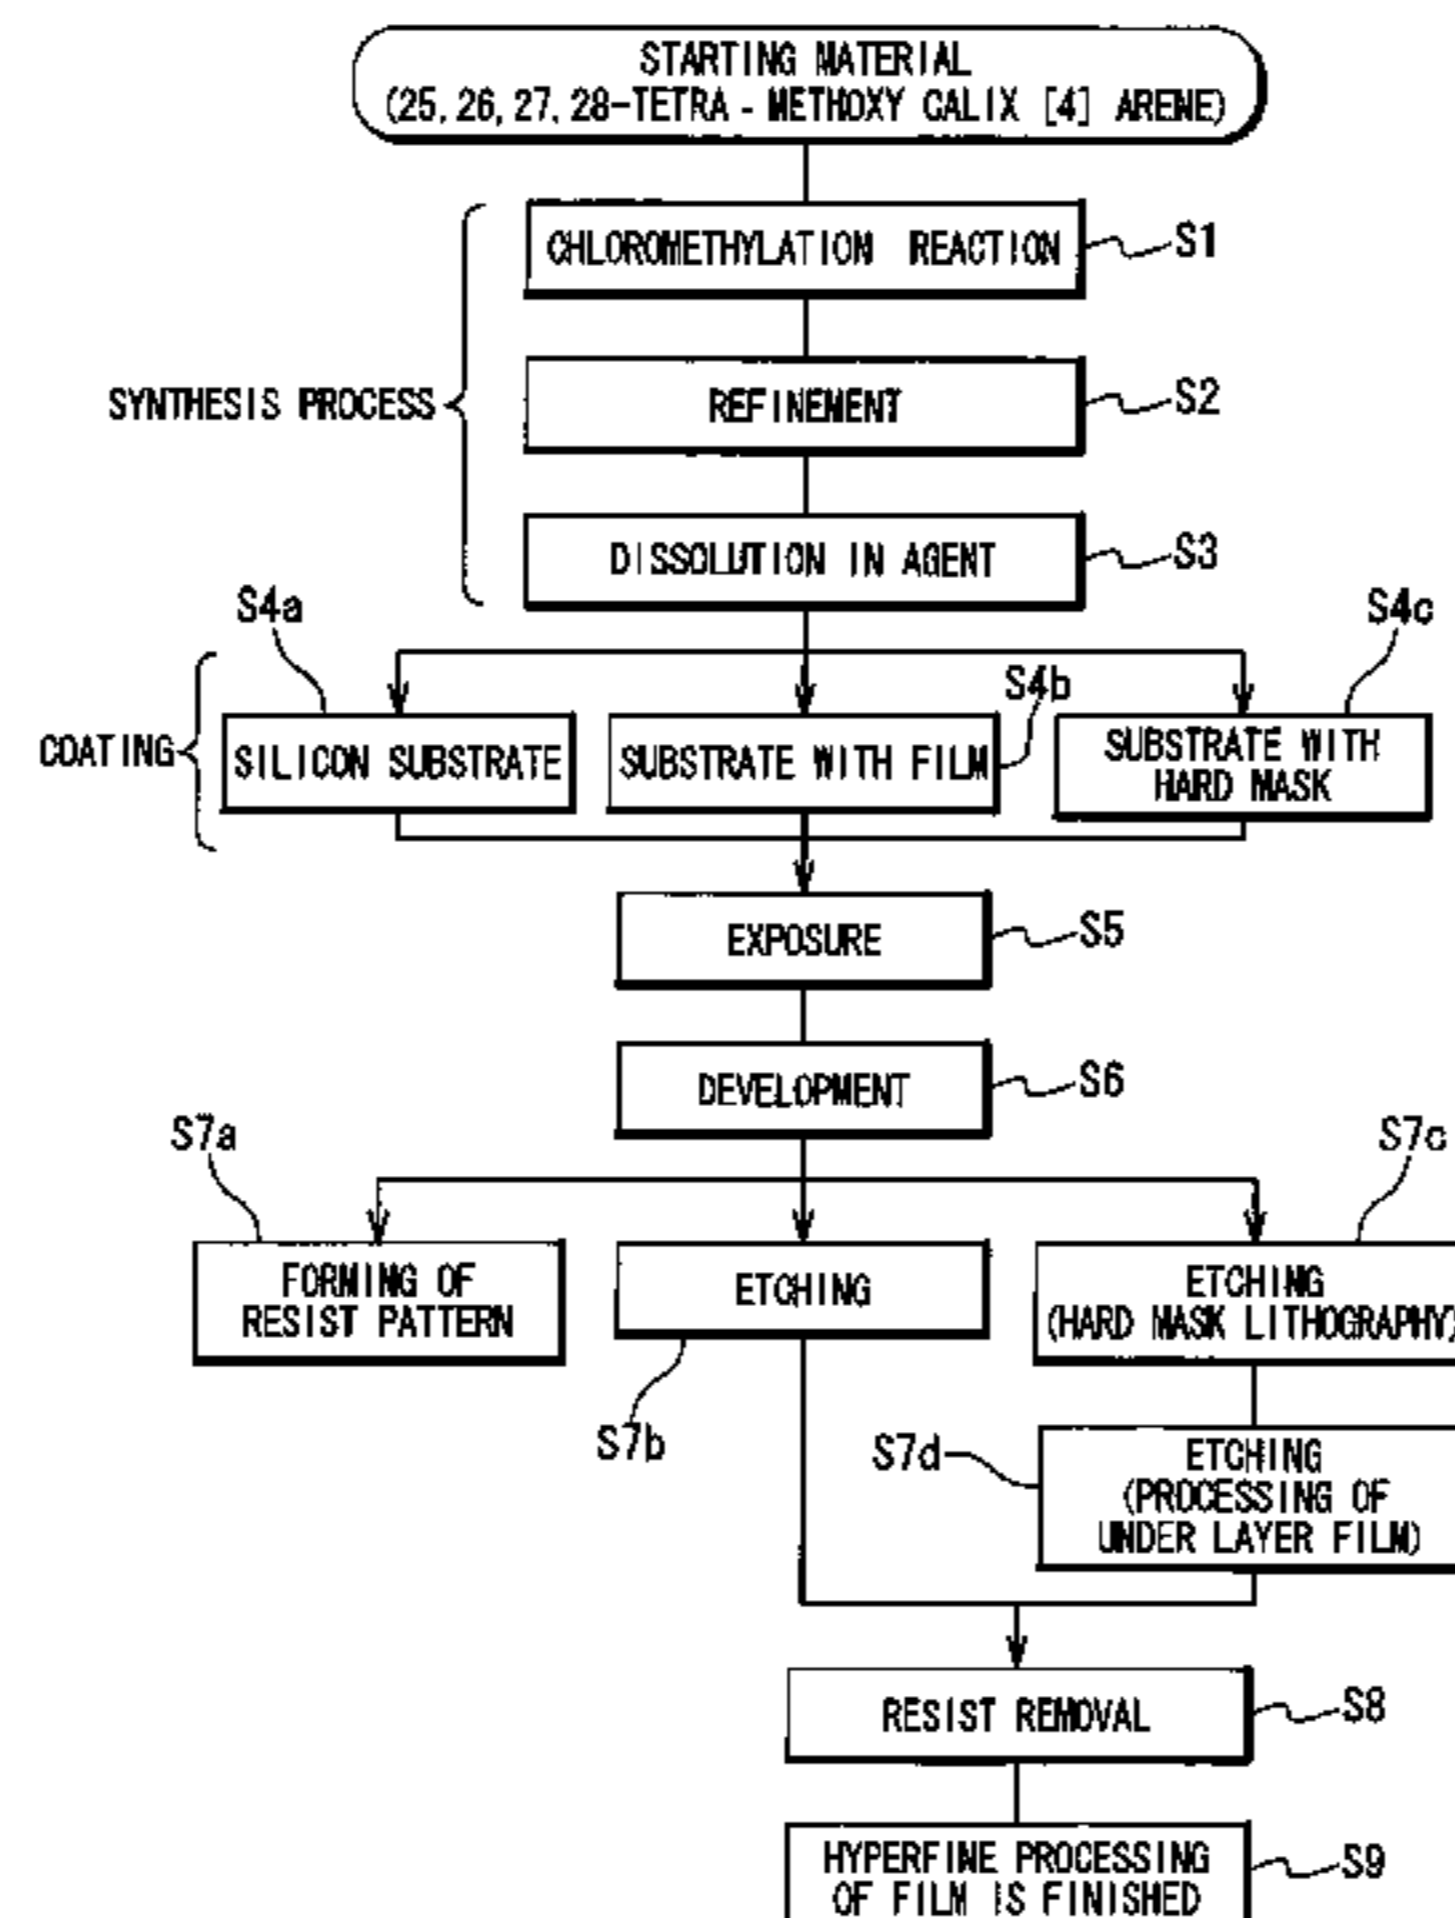 STARTING MATERIAL
(25, 26, 27, 28-TETRA - METHOXY CALIX [4] ARENE)
CHLOROMETHYLATION REACTION
S1
SYNTHESIS PROCESS
REFINEMENT
S2
DISSOLUTION IN AGENT
S3
S4a
S4b
S4c
COATING
SILICON SUBSTRATE
SUBSTRATE WITH FILM
SUBSTRATE WITH
HARD MASK
EXPOSURE
S5
DEVELOPMENT
S6
S7a
S7c
FORMING OF
RESIST PATTERN
ETCHING
ETCHING
(HARD MASK LITHOGRAPHY)
S7b
S7d
ETCHING
(PROCESSING OF
UNDER LAYER FILM)
RESIST REMOVAL
S8
HYPERFINE PROCESSING
OF FILM IS FINISHED
S9